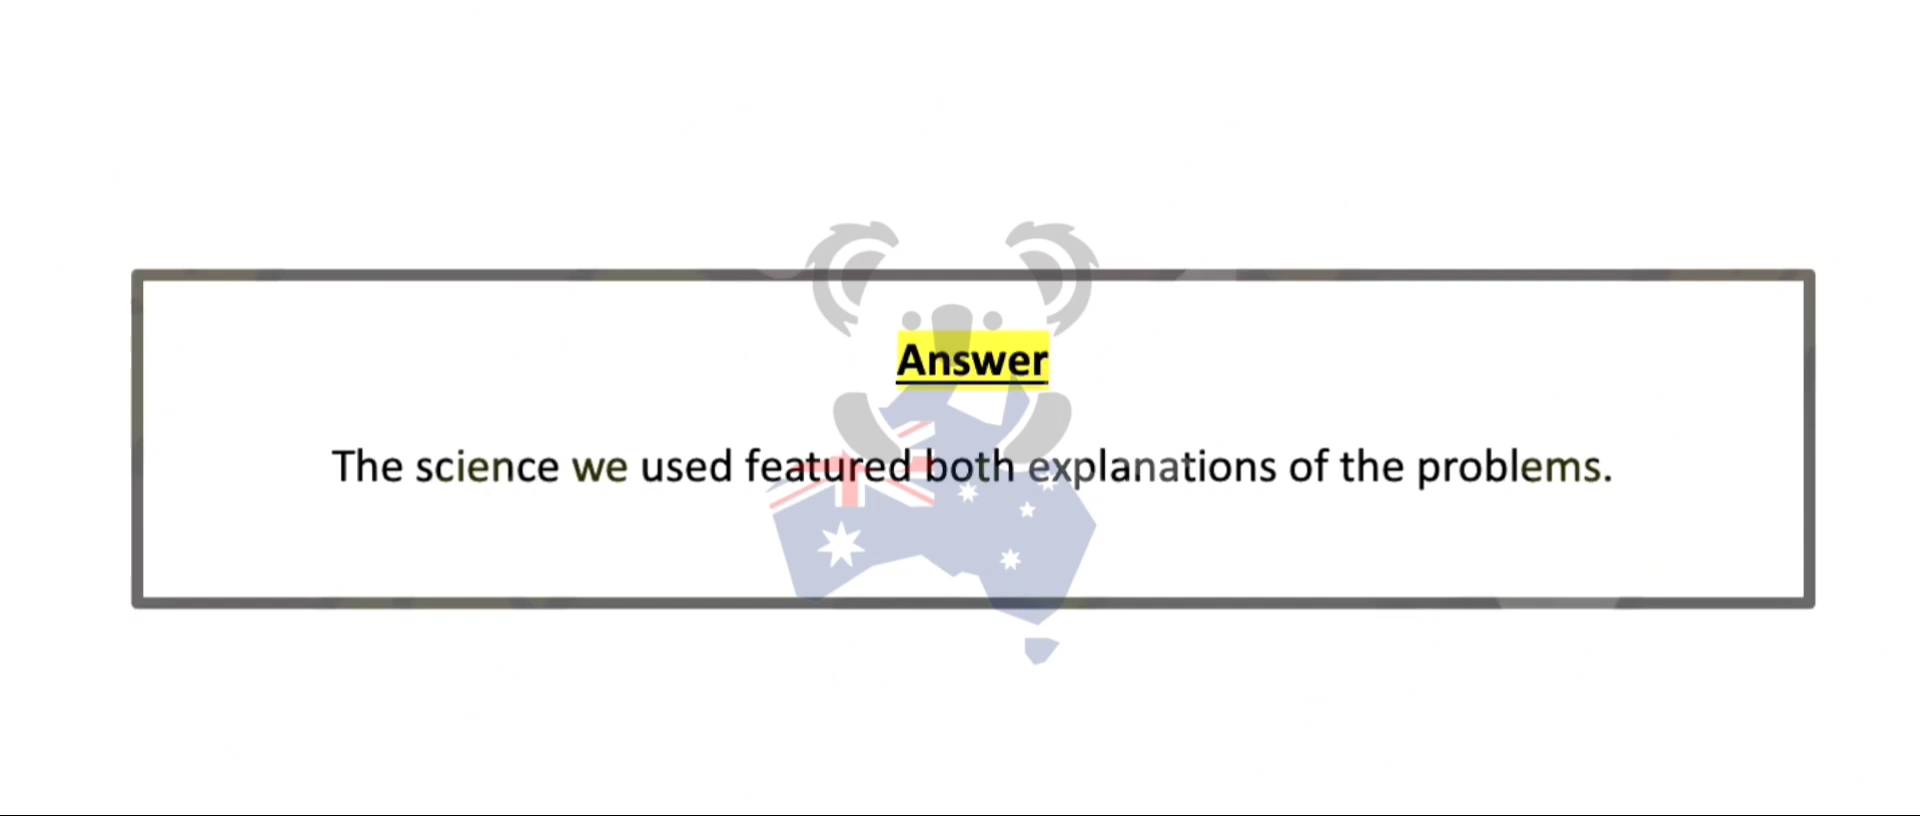 Answer
The science we used featured both explanations of the problems.